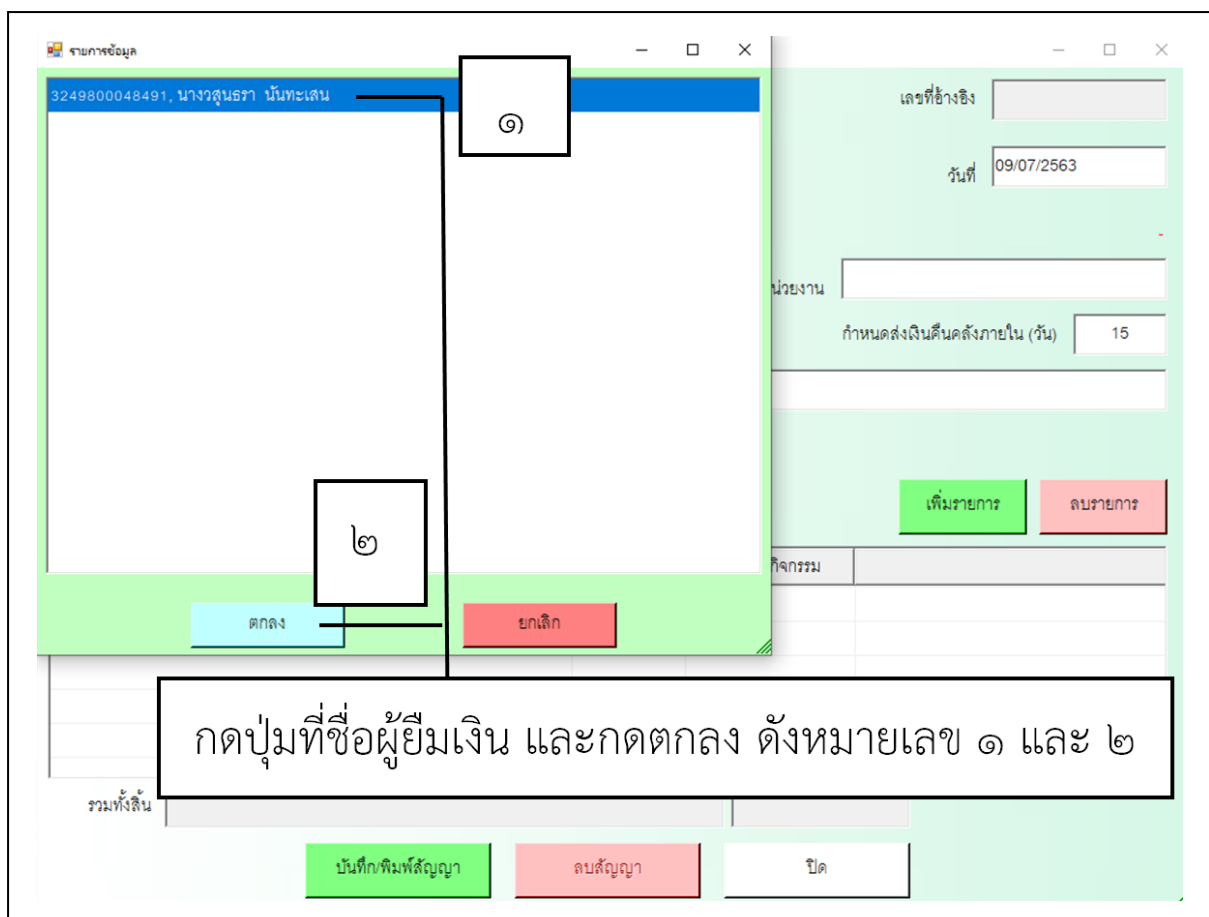 รายการข้อมูล
3249800048491, นางวสุนธรา นันทะเสน
๑
เลขที่อ้างอิง
วันที่ 09/07/2563
-
น่วยงาน
กำหนดส่งเงินคืนคลังภายใน (วัน) 15
เพิ่มรายการ ลบรายการ
๒
กิจกรรม
ตกลง ยกเลิก
กดปุ่มที่ชื่อผู้ยืมเงิน และกดตกลง ดังหมายเลข ๑ และ ๒
รวมทั้งสิ้น
บันทึก/พิมพ์สัญญา ลบสัญญา ปิด